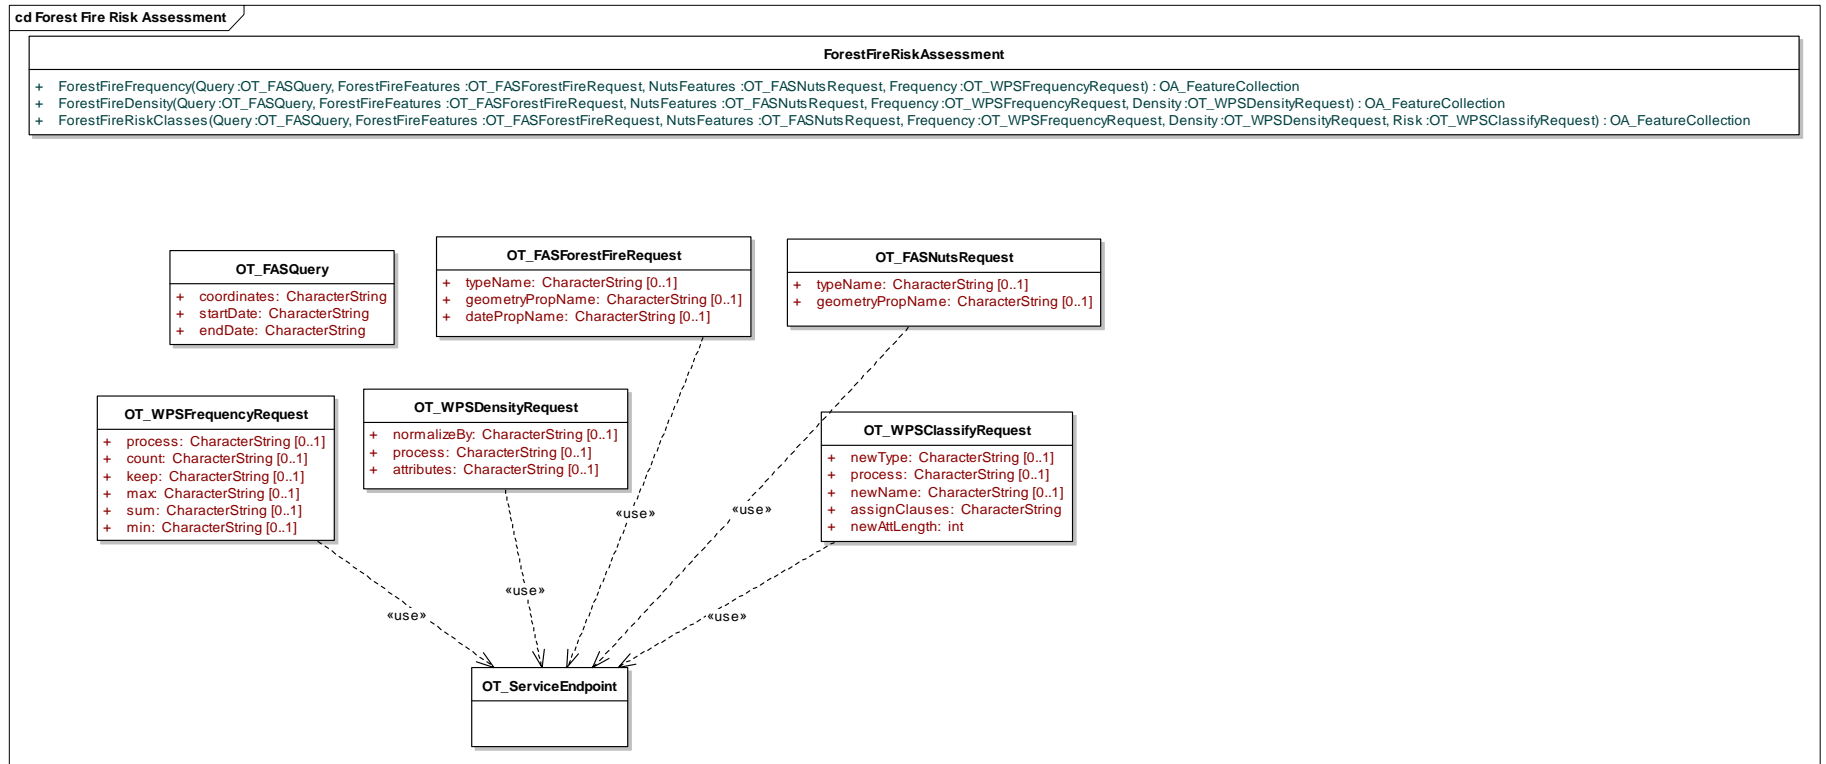 cd Forest Fire Risk Assessment
ForestFireRiskAssessment
+ ForestFireFrequency(Query :OT_FASQuery, ForestFireFeatures :OT_FASForestFireRequest, NutsFeatures :OT_FASNutsRequest, Frequency :OT_WPSFrequencyRequest) : OA_FeatureCollection
+ ForestFireDensity(Query :OT_FASQuery, ForestFireFeatures :OT_FASForestFireRequest, NutsFeatures :OT_FASNutsRequest, Frequency :OT_WPSFrequencyRequest, Density :OT_WPSDensityRequest) : OA_FeatureCollection
+ ForestFireRiskClasses(Query :OT_FASQuery, ForestFireFeatures :OT_FASForestFireRequest, NutsFeatures :OT_FASNutsRequest, Frequency :OT_WPSFrequencyRequest, Density :OT_WPSDensityRequest, Risk :OT_WPSClassifyRequest) : OA_FeatureCollection
OT_FASQuery
+ coordinates: CharacterString
+ startDate: CharacterString
+ endDate: CharacterString
OT_FASForestFireRequest
+ typeName: CharacterString [0..1]
+ geometryPropName: CharacterString [0..1]
+ datePropName: CharacterString [0..1]
OT_FASNutsRequest
+ typeName: CharacterString [0..1]
+ geometryPropName: CharacterString [0..1]
OT_WPSFrequencyRequest
+ process: CharacterString [0..1]
+ count: CharacterString [0..1]
+ keep: CharacterString [0..1]
+ max: CharacterString [0..1]
+ sum: CharacterString [0..1]
+ min: CharacterString [0..1]
OT_WPSDensityRequest
+ normalizeBy: CharacterString [0..1]
+ process: CharacterString [0..1]
+ attributes: CharacterString [0..1]
OT_WPSClassifyRequest
+ newType: CharacterString [0..1]
+ process: CharacterString [0..1]
+ newName: CharacterString [0..1]
+ assignClauses: CharacterString
+ newAttLength: int
«use»
«use»
«use»
«use»
«use»
OT_ServiceEndpoint